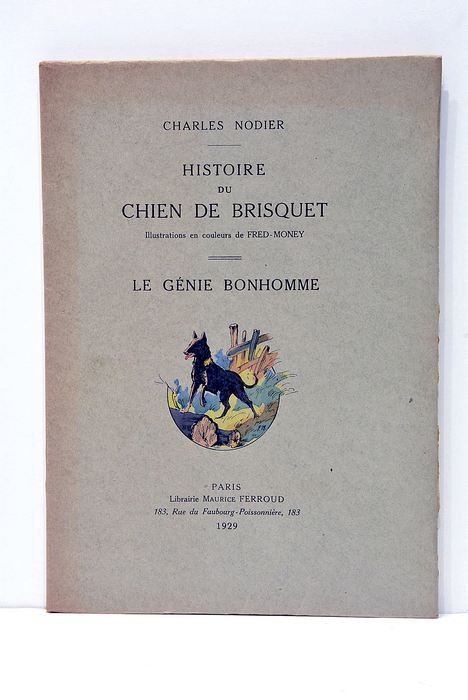 CHARLES NODIER
HISTOIRE
DU
CHIEN DE BRISQUET
Illustrations en couleurs de FRED-MONEY
LE GÉNIE BONHOMME
PARIS
Librairie MAURICE FERROUD
183, Rue du Faubourg-Poissonnière, 183
1929